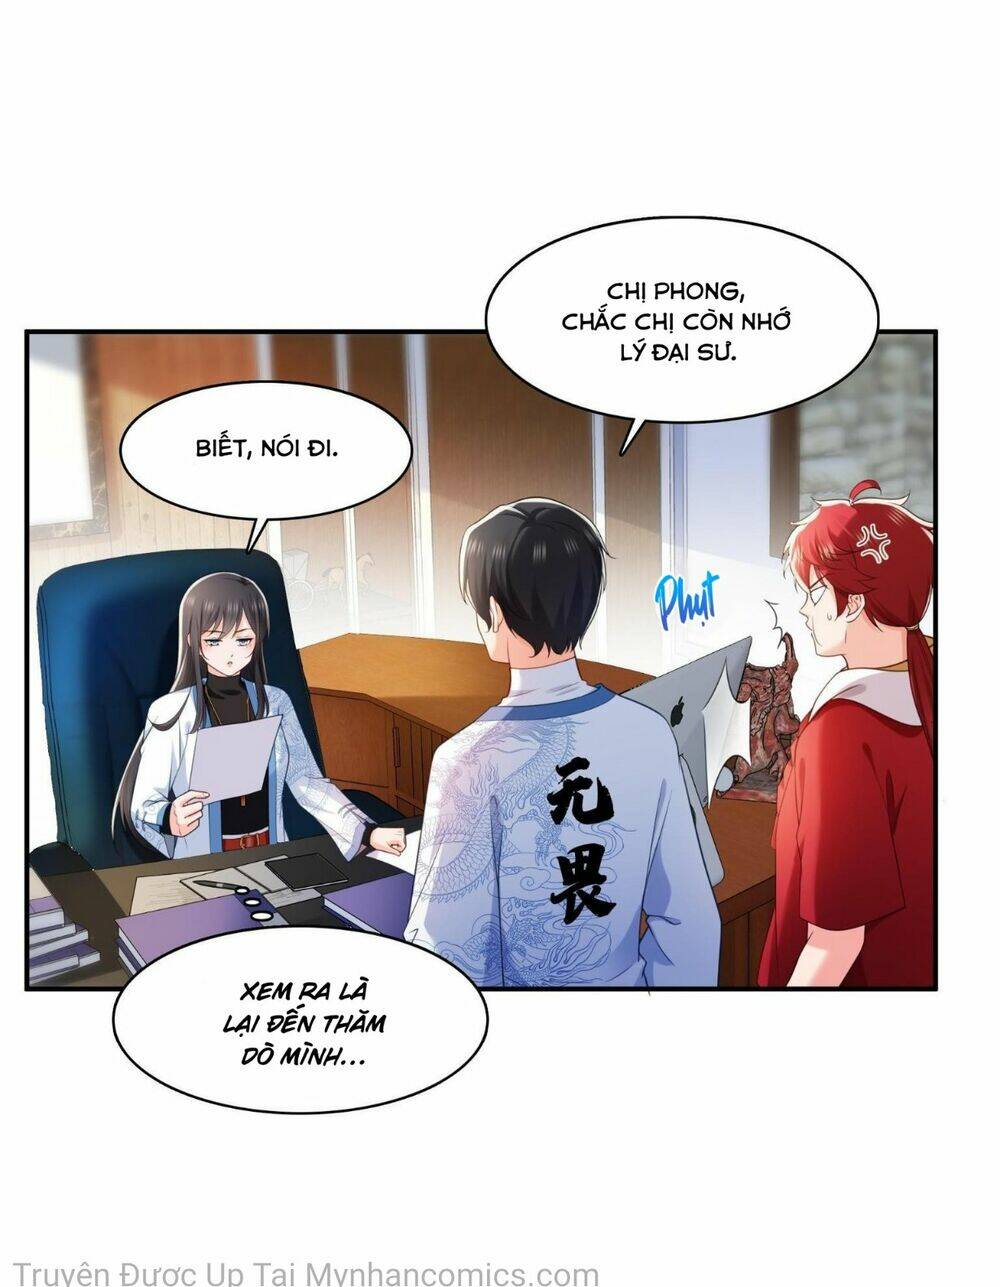 CHỊ PHONG,
CHẮC CHỊ CÒN NHỚ
LÝ ĐẠI SƯ.
BIẾT, NÓI ĐI.
Phụt
元
畏
XEM RA LÀ
LẠI ĐẾN THĂM
DÒ MÌNH...
Truyện Được Up Tại Mynhancomics.com